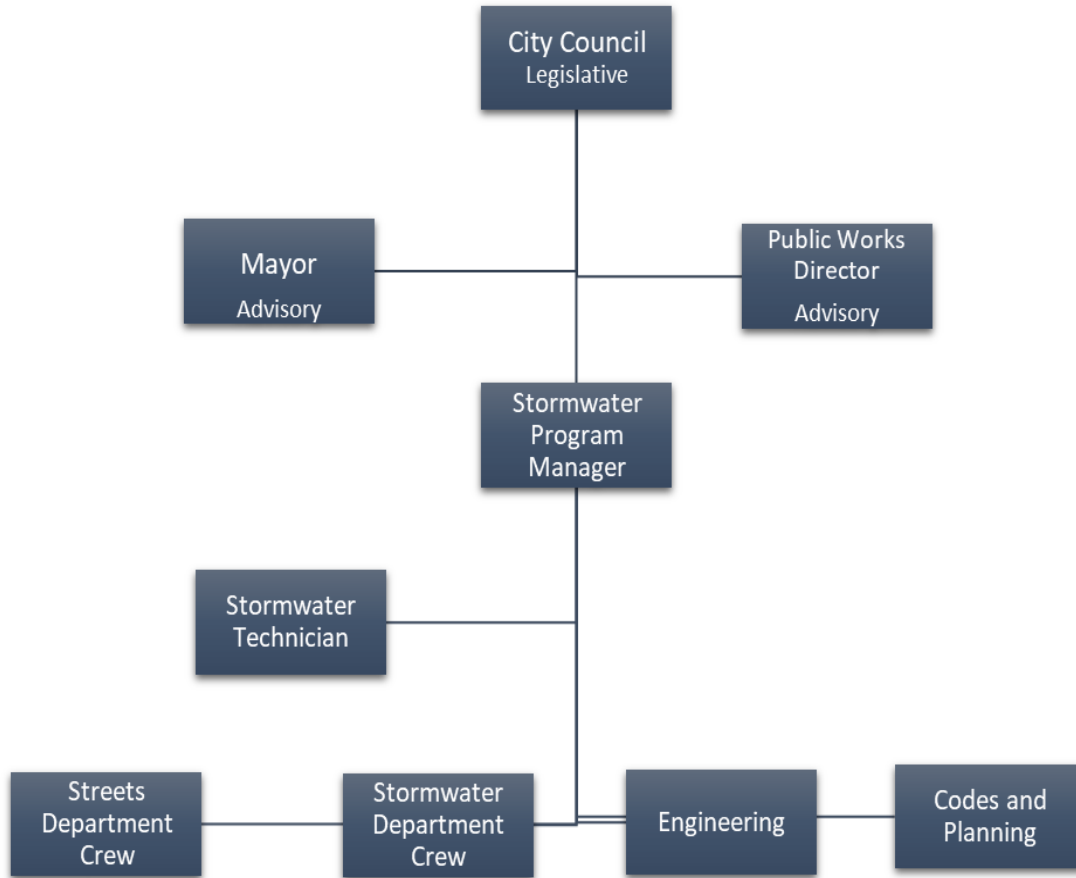 City Council
Legislative
Mayor
Advisory
Public Works
Director
Advisory
Stormwater
Program
Manager
Stormwater
Technician
Streets
Department
Crew
Stormwater
Department
Crew
Engineering
Codes and
Planning